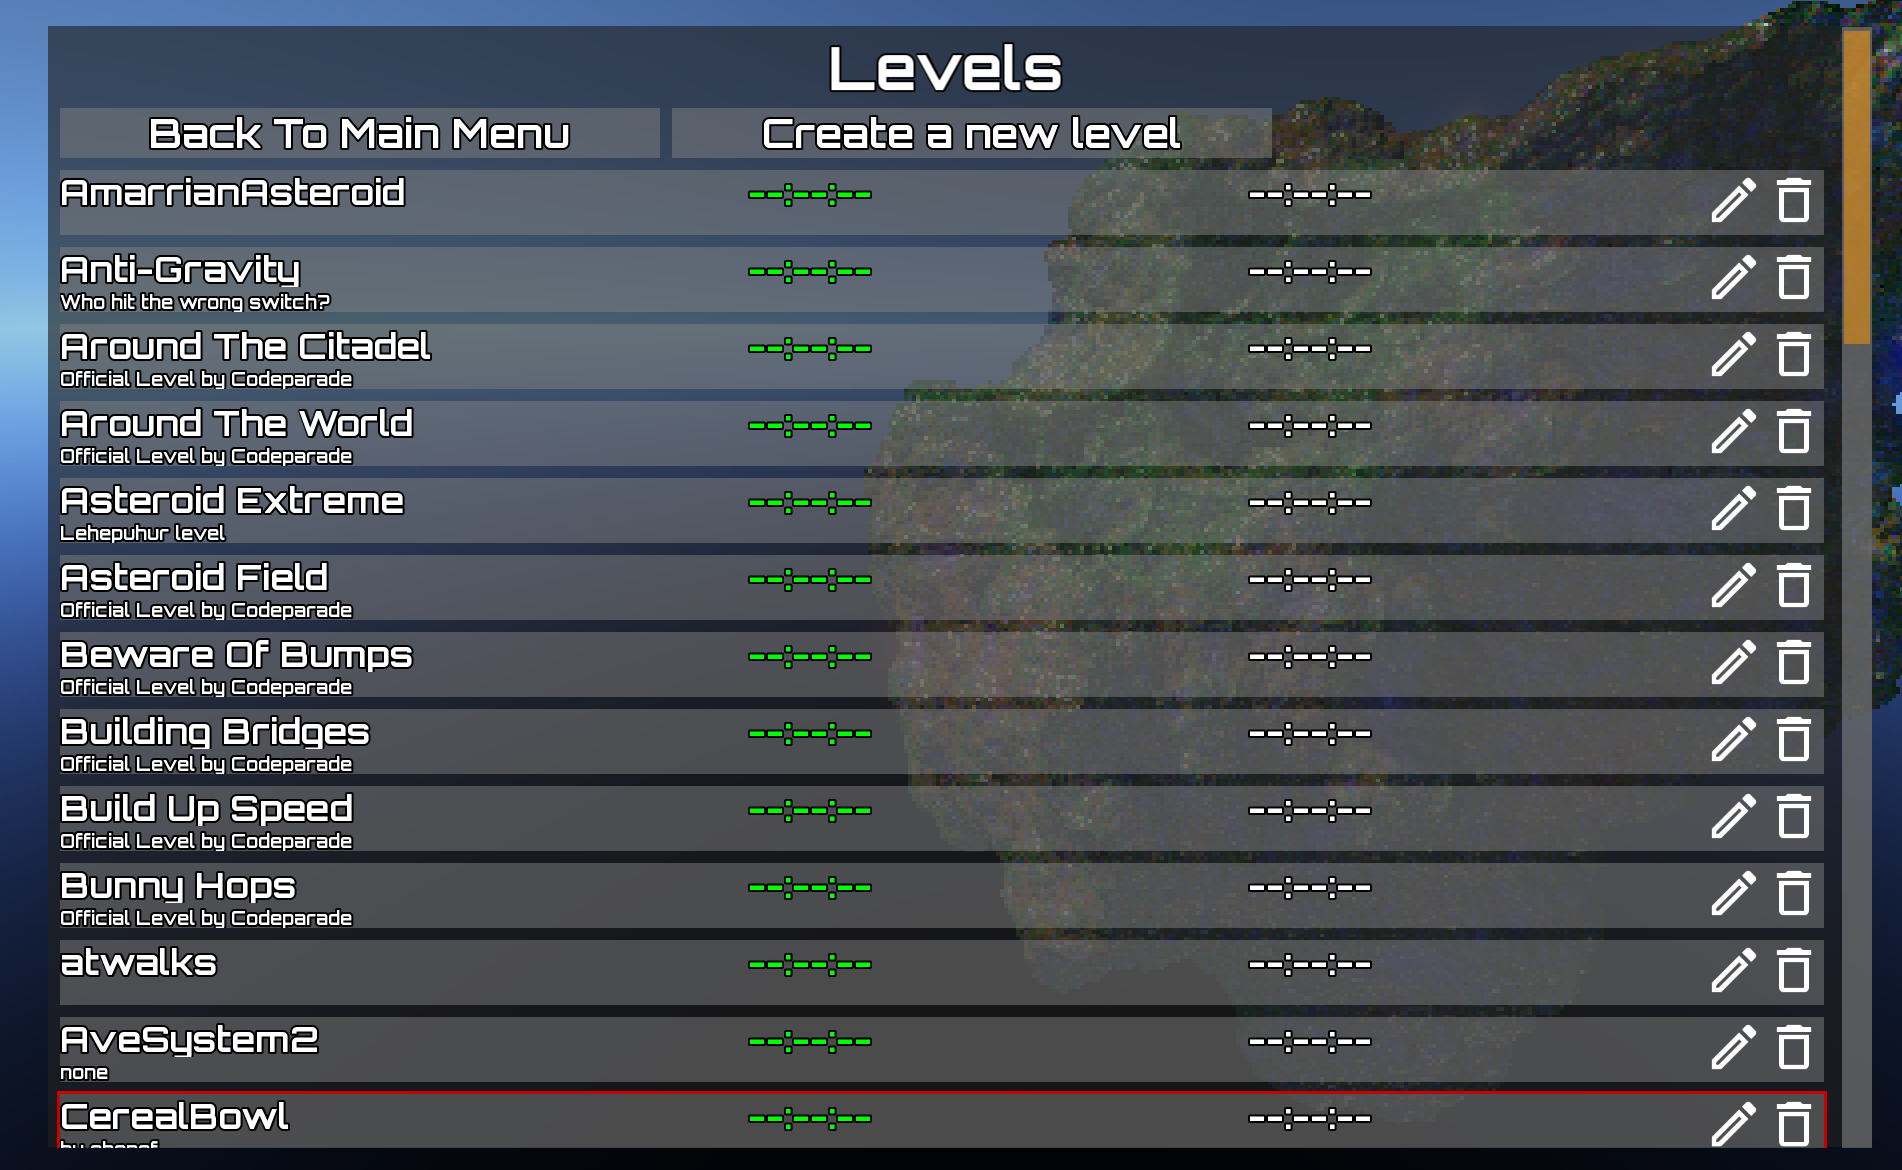 Levels
Back To Main Menu
Create a new level
AmarrianAsteroid --:--:-- --:--:--
Anti-Gravity --:--:-- --:--:--
Who hit the wrong switch?
Around The Citadel --:--:-- --:--:--
Official Level by Codeparade
Around The World --:--:-- --:--:--
Official Level by Codeparade
Asteroid Extreme --:--:-- --:--:--
Lehepuhur level
Asteroid Field --:--:-- --:--:--
Official Level by Codeparade
Beware Of Bumps --:--:-- --:--:--
Official Level by Codeparade
Building Bridges --:--:-- --:--:--
Official Level by Codeparade
Build Up Speed --:--:-- --:--:--
Official Level by Codeparade
Bunny Hops --:--:-- --:--:--
Official Level by Codeparade
atwalks --:--:-- --:--:--
AveSystem2 --:--:-- --:--:--
none
CerealBowl --:--:-- --:--:--
by